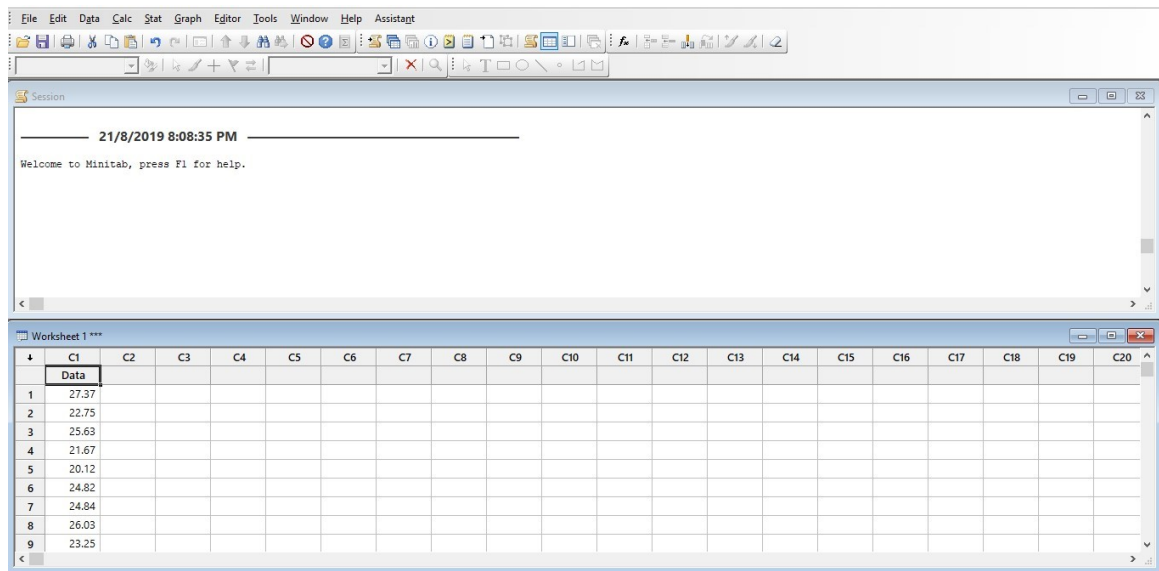 File Edit Data Calc Stat Graph Editor Tools Window Help Assistant
Session
21/8/2019 8:08:35 PM
Welcome to Minitab, press F1 for help.
Worksheet 1 ***
C1 C2 C3 C4 C5 C6 C7 C8 C9 C10 C11 C12 C13 C14 C15 C16 C17 C18 C19 C20
Data
1 27.37
2 22.75
3 25.63
4 21.67
5 20.12
6 24.82
7 24.84
8 26.03
9 23.25